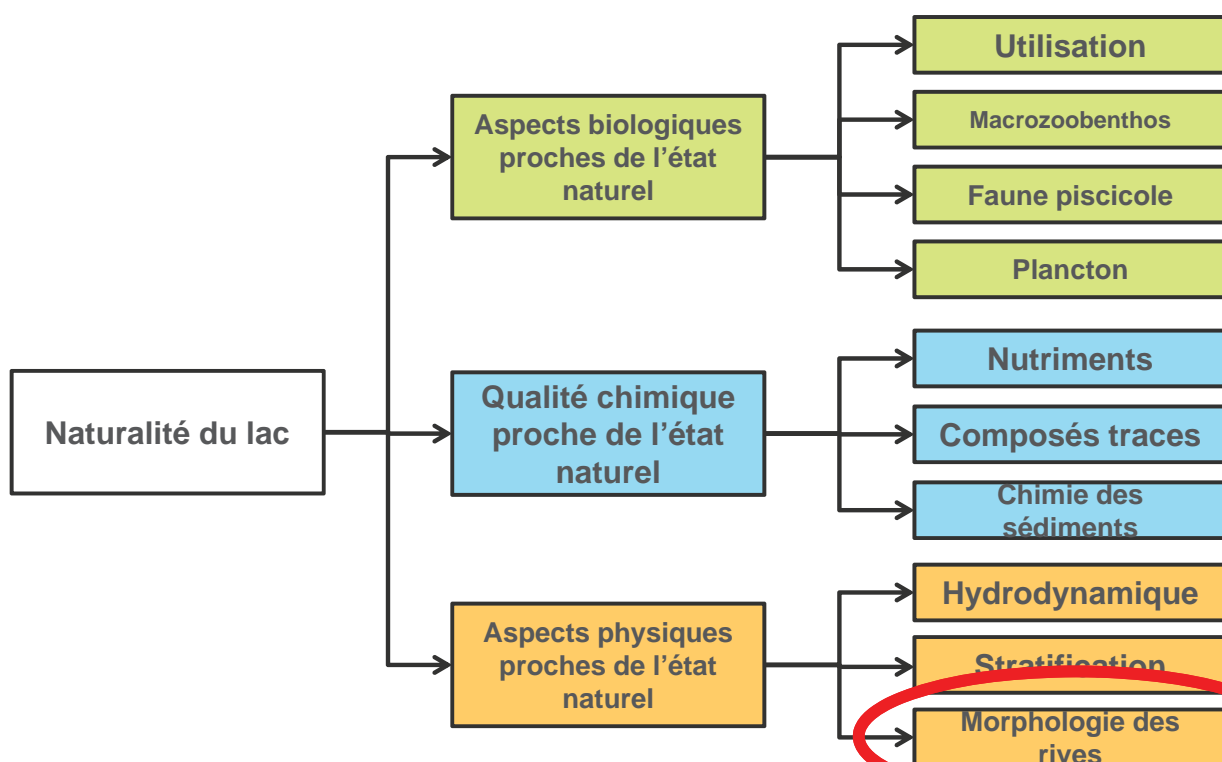 Naturalité du lac
Aspects biologiques
proches de l’état
naturel
Utilisation
Macrozoobenthos
Faune piscicole
Plancton
Qualité chimique
proche de l’état
naturel
Nutriments
Composés traces
Chimie des
sédiments
Aspects physiques
proches de l’état
naturel
Hydrodynamique
Stratification
Morphologie des
rives